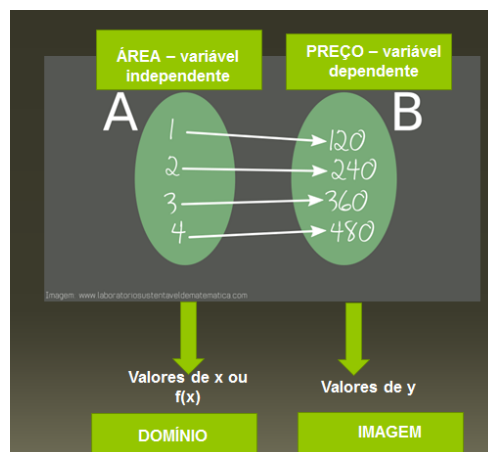 ÁREA – variável
independente
PREÇO – variável
dependente
A
B
1
120
2
240
3
360
4
480
Imagem: www.laboratoriosustentaveldematematica.com
Valores de x ou
f(x)
Valores de y
DOMÍNIO
IMAGEM